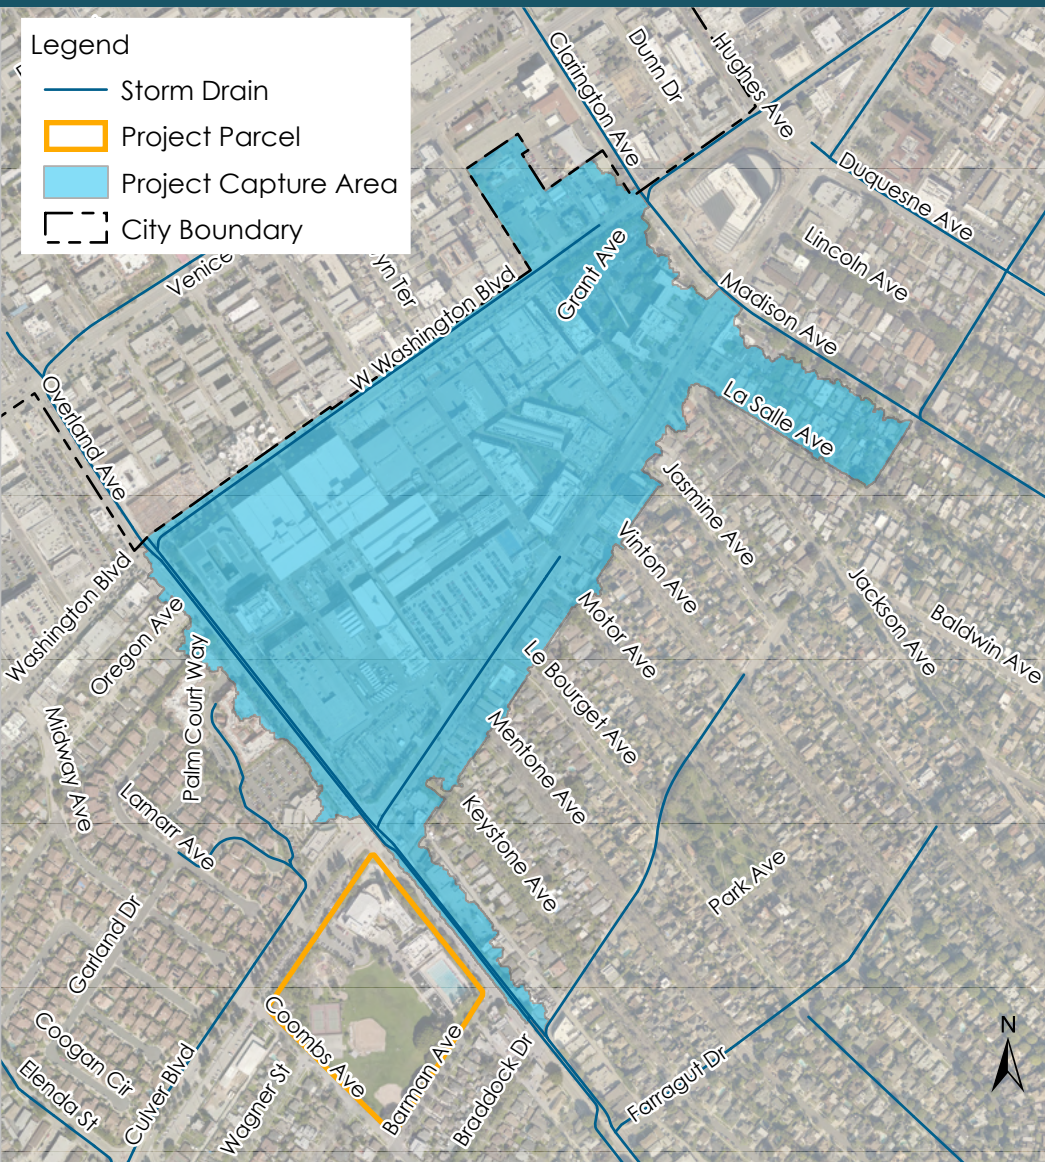 Legend
Storm Drain
Project Parcel
Project Capture Area
City Boundary
Clarington Ave
Dunn Dr
Hughes Ave
Duquesne Ave
Lincoln Ave
Venice
yn Ter
W Washington Blvd
Grant Ave
Madison Ave
La Salle Ave
Overland Ave
Jasmine Ave
Vinton Ave
Motor Ave
Jackson Ave
Baldwin Ave
Washington Blvd
Oregon Ave
Palm Court Way
Le Bourget Ave
Mentone Ave
Midway Ave
Lamarr Ave
Keystone Ave
Park Ave
Garland Dr
Coogan Cir
Elenda St
Culver Blvd
Wagner St
Coombs Ave
Barman Ave
Braddock Dr
Farragut Dr
N